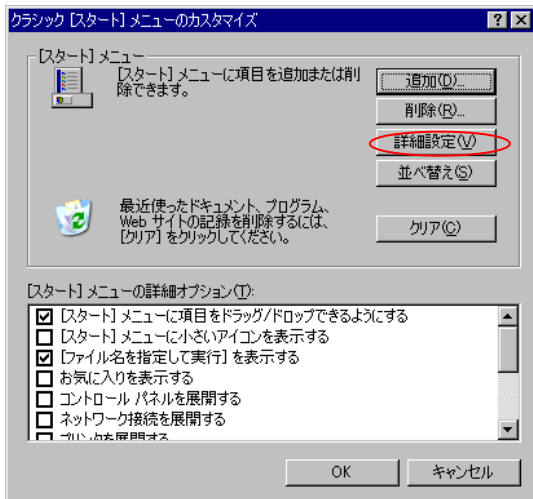 クラシック [スタート] メニューのカスタマイズ
[スタート] メニュー
[スタート] メニューに項目を追加または削
除できます。
追加(D)...
削除(R)...
詳細設定(V)
並べ替え(S)
最近使ったドキュメント、プログラム、
Web サイトの記録を削除するには、
[クリア] をクリックしてください。
クリア(C)
[スタート] メニューの詳細オプション(T):
[スタート] メニューに項目をドラッグ/ドロップできるようにする
[スタート] メニューに小さいアイコンを表示する
[ファイル名を指定して実行] を表示する
お気に入りを表示する
コントロール パネルを展開する
ネットワーク接続を展開する
プリンタを展開する
OK
キャンセル